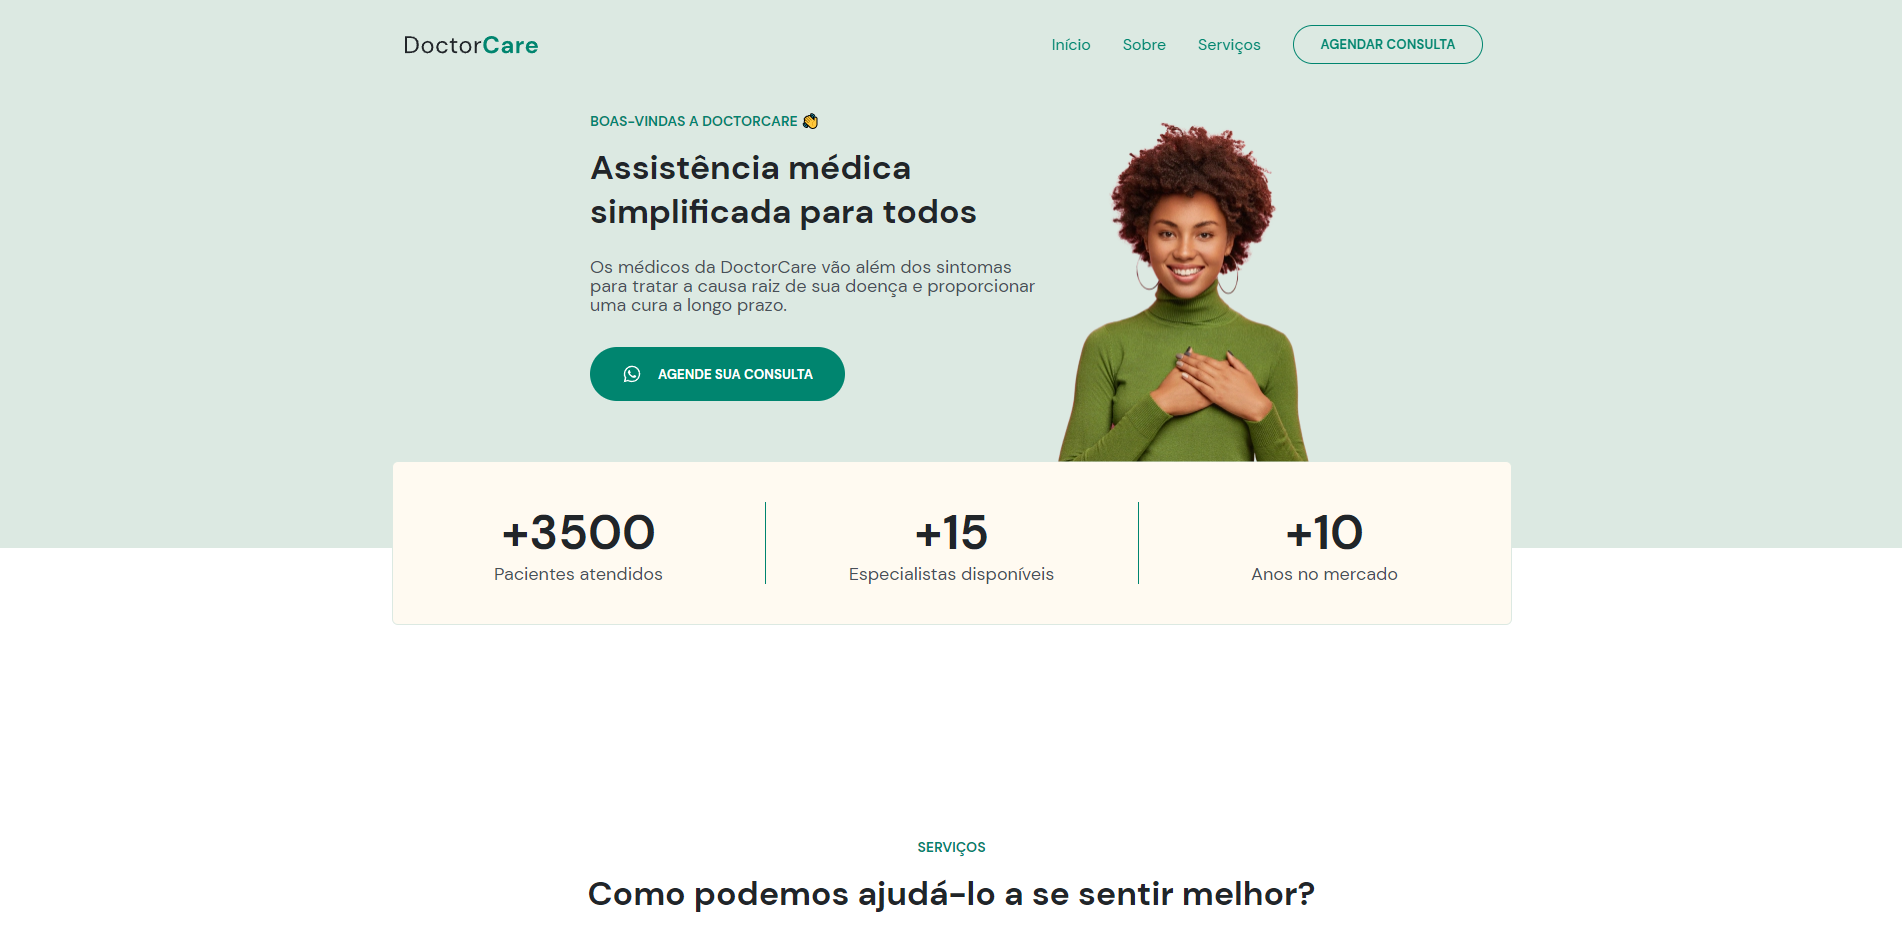 DoctorCare
Início
Sobre
Serviços
AGENDAR CONSULTA
BOAS-VINDAS A DOCTORCARE 👋
Assistência médica
simplificada para todos
Os médicos da DoctorCare vão além dos sintomas
para tratar a causa raiz de sua doença e proporcionar
uma cura a longo prazo.
AGENDE SUA CONSULTA
+3500
Pacientes atendidos
+15
Especialistas disponíveis
+10
Anos no mercado
SERVIÇOS
Como podemos ajudá-lo a se sentir melhor?